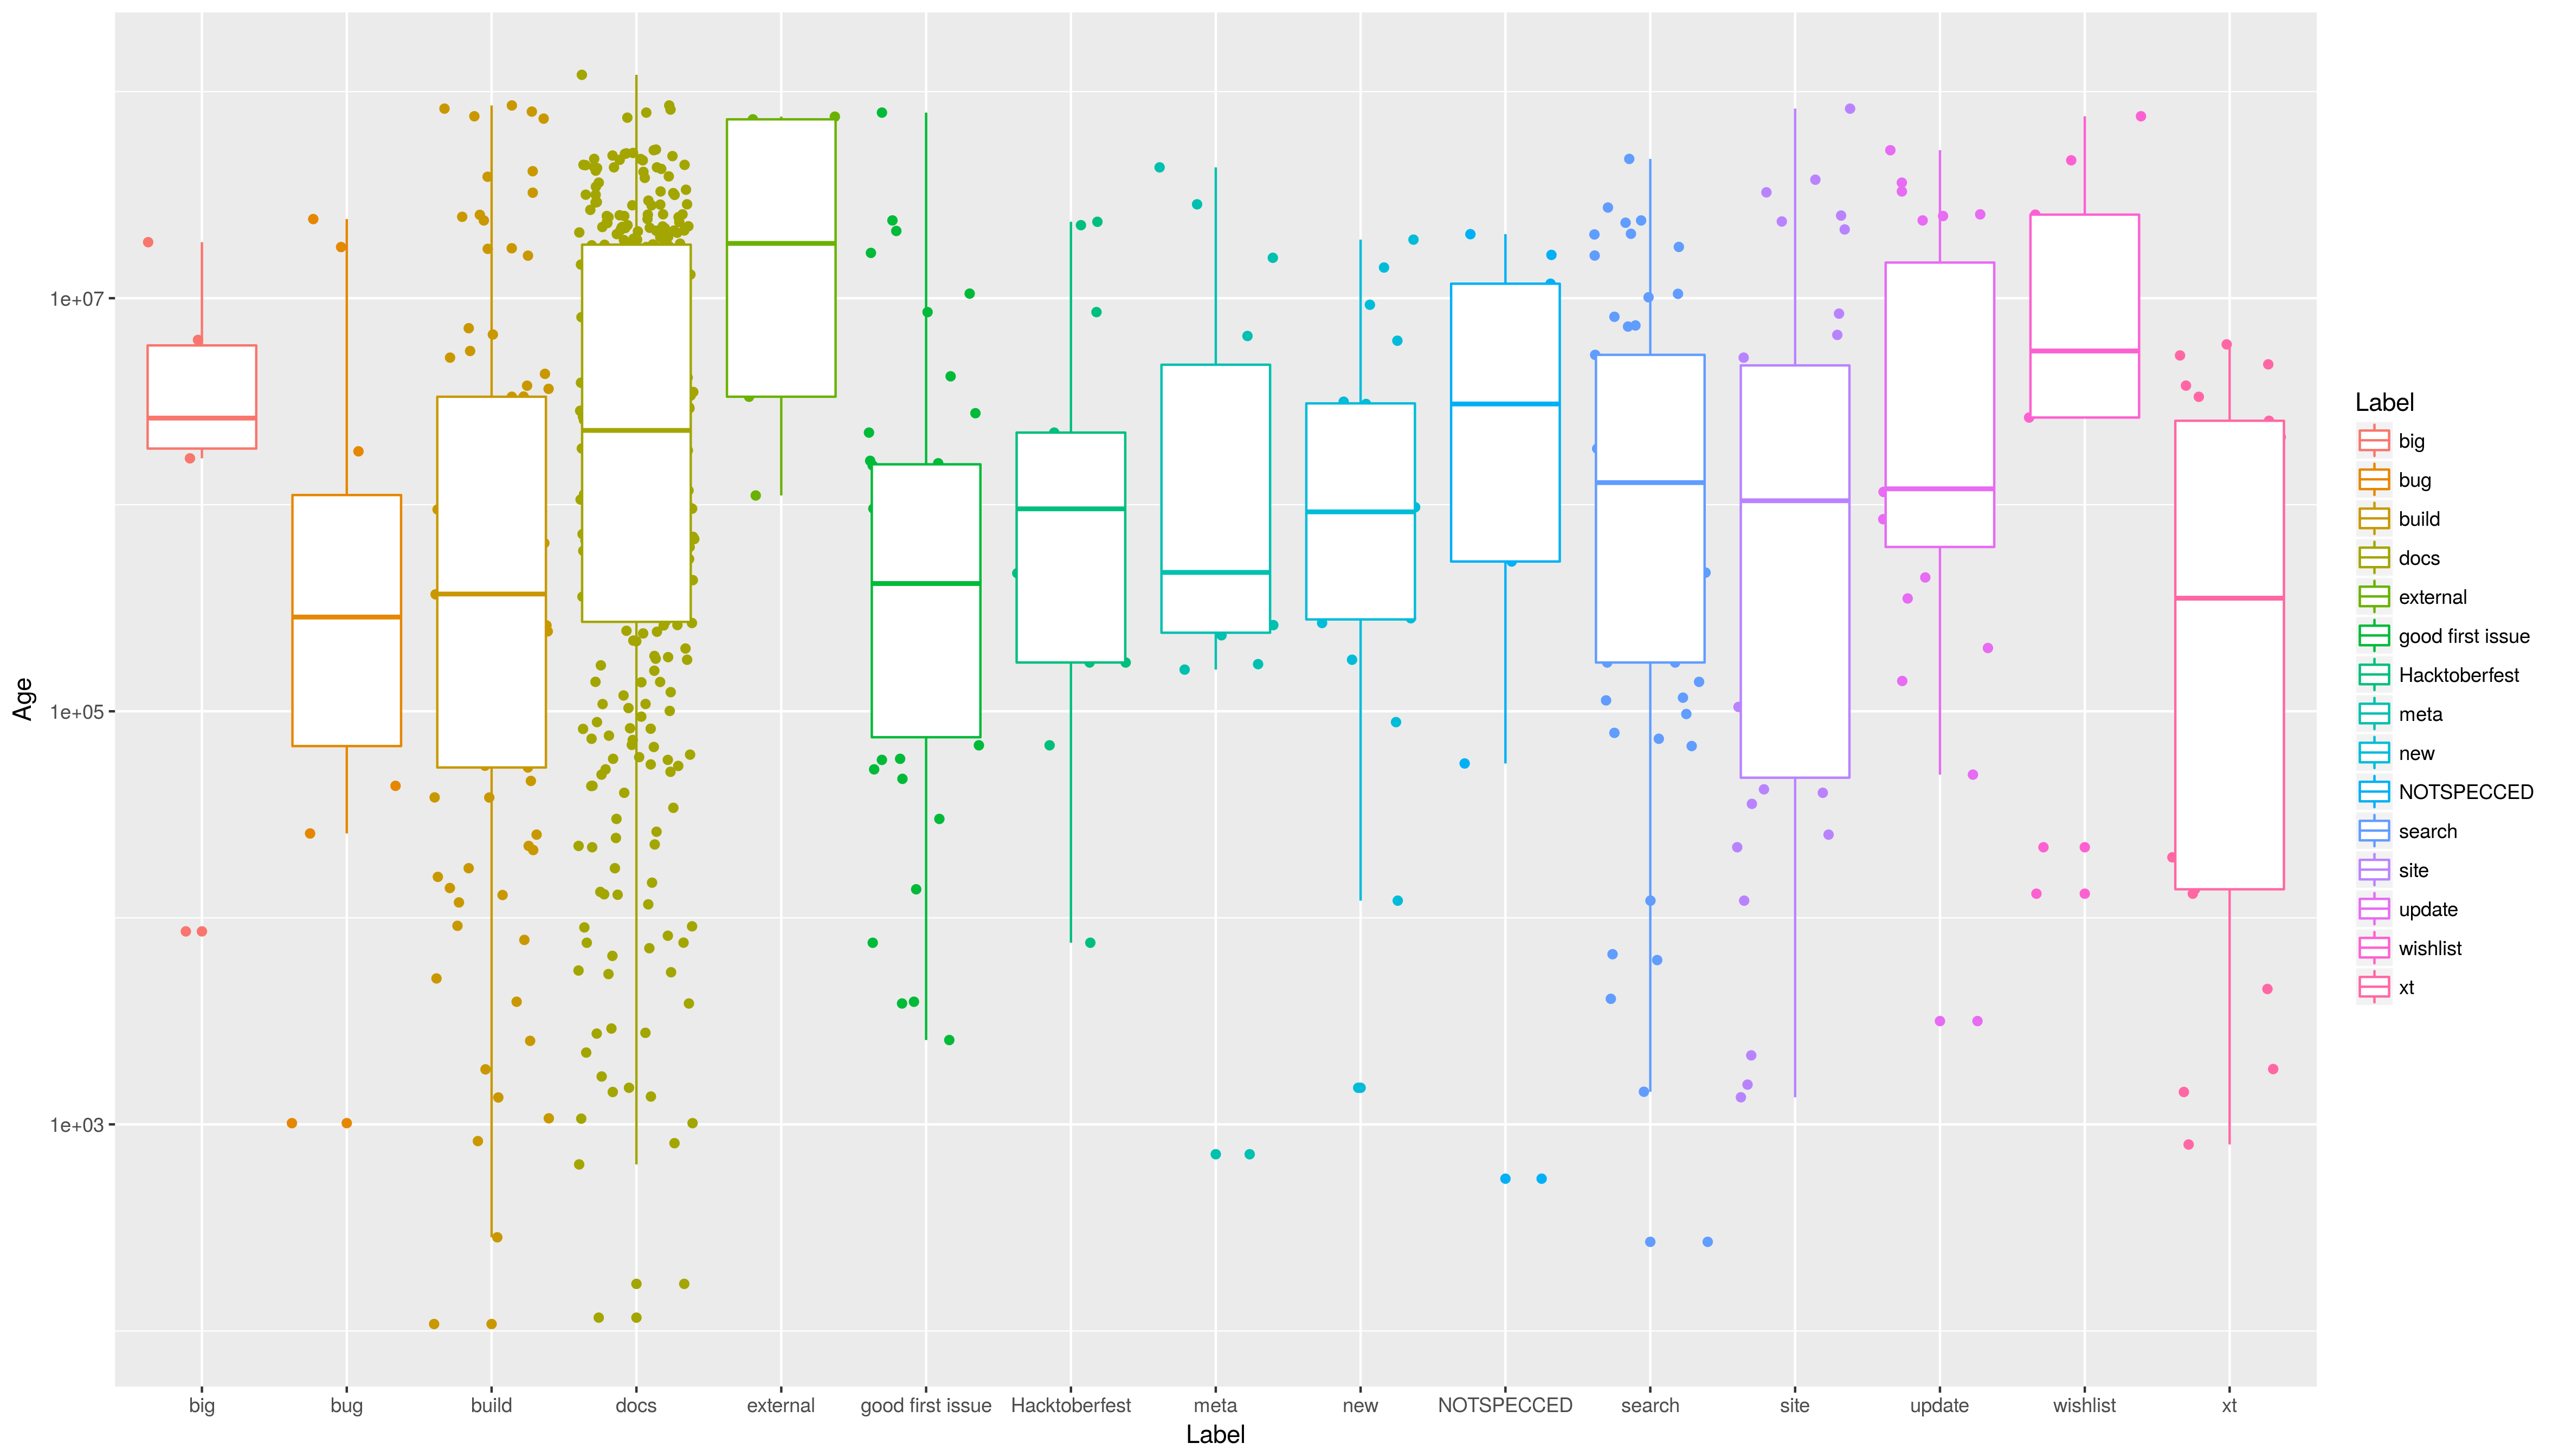 Age
1e+07
1e+05
1e+03
big bug build docs external good first issue Hacktoberfest meta new NOTSPECCED search site update wishlist xt
Label
Label
big
bug
build
docs
external
good first issue
Hacktoberfest
meta
new
NOTSPECCED
search
site
update
wishlist
xt